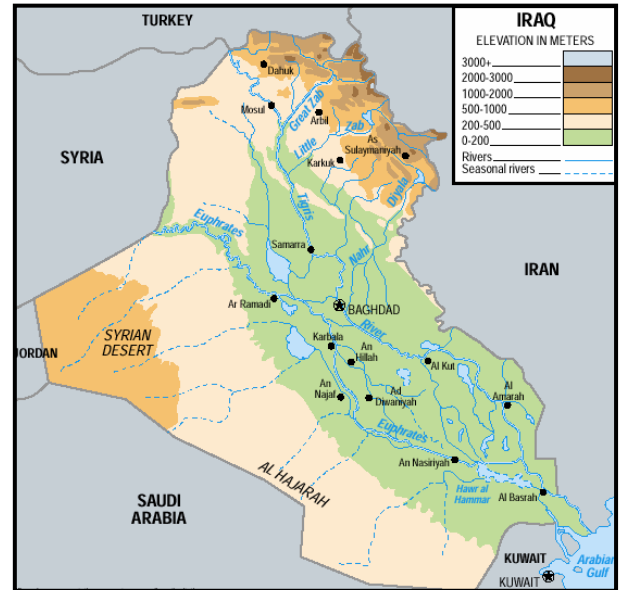 TURKEY
IRAQ
ELEVATION IN METERS
3000+
2000-3000
1000-2000
500-1000
200-500
0-200
Rivers
Seasonal rivers
Dahuk
Mosul
Great Zab
Arbil
Little Zab
As
Sulaymaniyah
Karkuk
SYRIA
Diyala
Tigris
Euphrates
Samarra
Nahr
IRAN
Ar Ramadi
BAGHDAD
River
SYRIAN
DESERT
JORDAN
Karbala
An
Hillah
Al Kut
An
Najaf
Ad
Diwaniyah
Al
Amarah
Euphrates
An Nasiriyah
AL HAJARAH
Hawr al
Hammar
Al Basrah
SAUDI
ARABIA
KUWAIT
Arabian
Gulf
KUWAIT